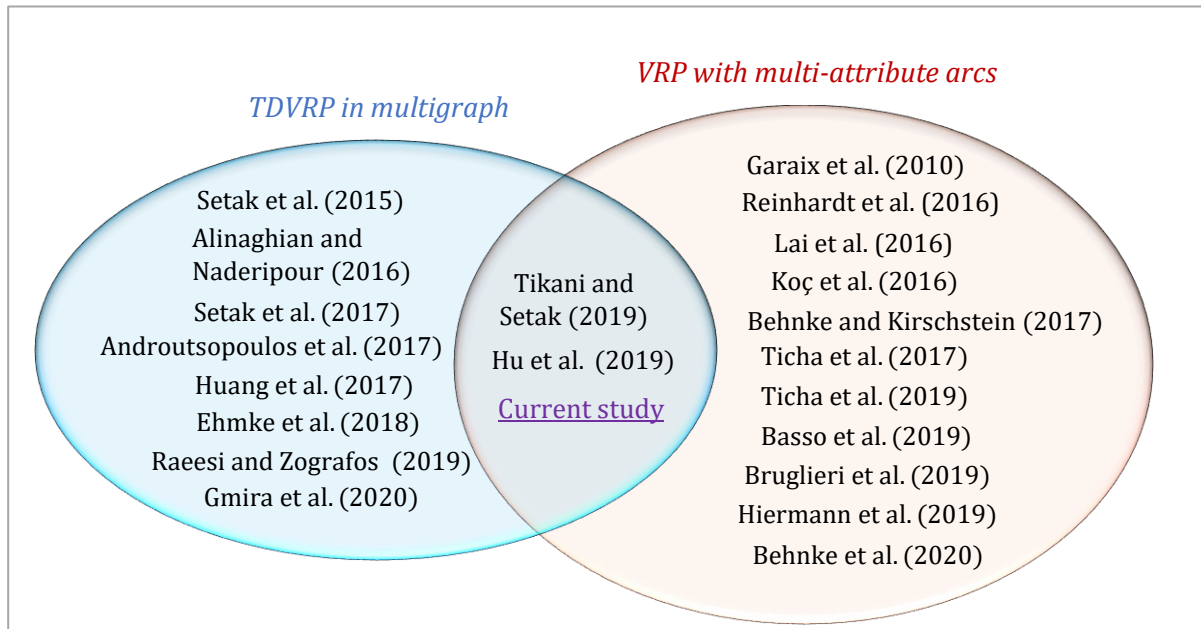 VRP with multi-attribute arcs
TDVRP in multigraph
Setak et al. (2015)
Alinaghian and
Naderipour (2016)
Setak et al. (2017)
Androutsopoulos et al. (2017)
Huang et al. (2017)
Ehmke et al. (2018)
Raeesi and Zografos (2019)
Gmira et al. (2020)
Tikani and
Setak (2019)
Hu et al. (2019)
Current study
Garaix et al. (2010)
Reinhardt et al. (2016)
Lai et al. (2016)
Koç et al. (2016)
Behnke and Kirschstein (2017)
Ticha et al. (2017)
Ticha et al. (2019)
Basso et al. (2019)
Bruglieri et al. (2019)
Hiermann et al. (2019)
Behnke et al. (2020)